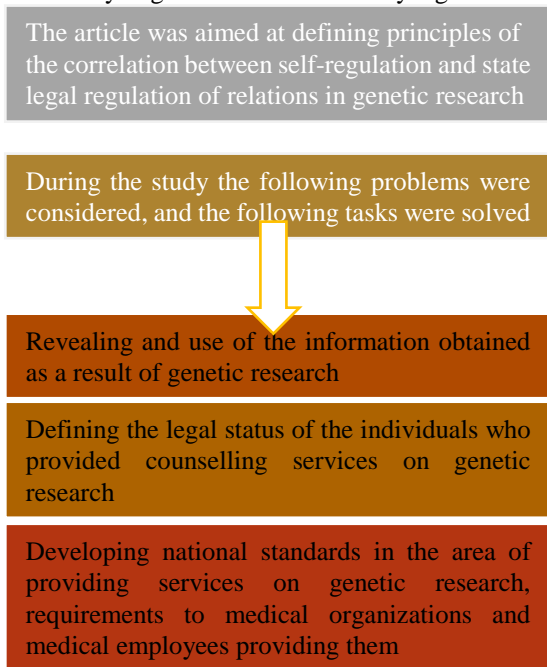 The article was aimed at defining principles of
the correlation between self-regulation and state
legal regulation of relations in genetic research
During the study the following problems were
considered, and the following tasks were solved
Revealing and use of the information obtained
as a result of genetic research
Defining the legal status of the individuals who
provided counselling services on genetic
research
Developing national standards in the area of
providing services on genetic research,
requirements to medical organizations and
medical employees providing them